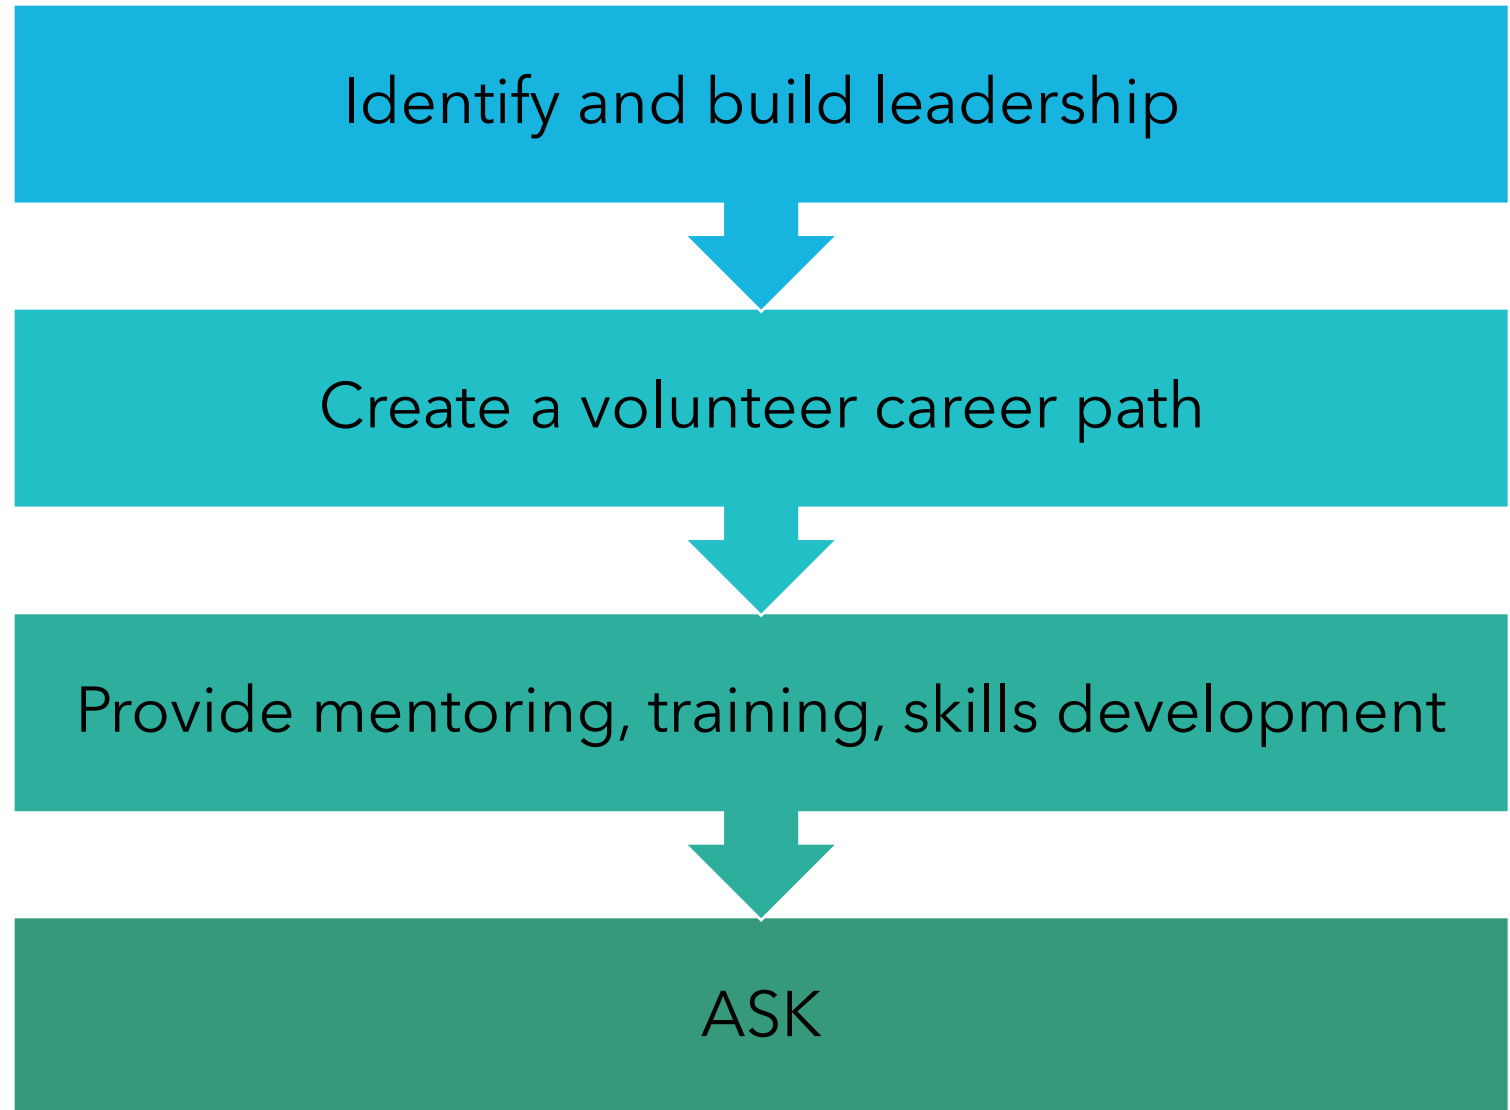 Identify and build leadership
Create a volunteer career path
Provide mentoring, training, skills development
ASK